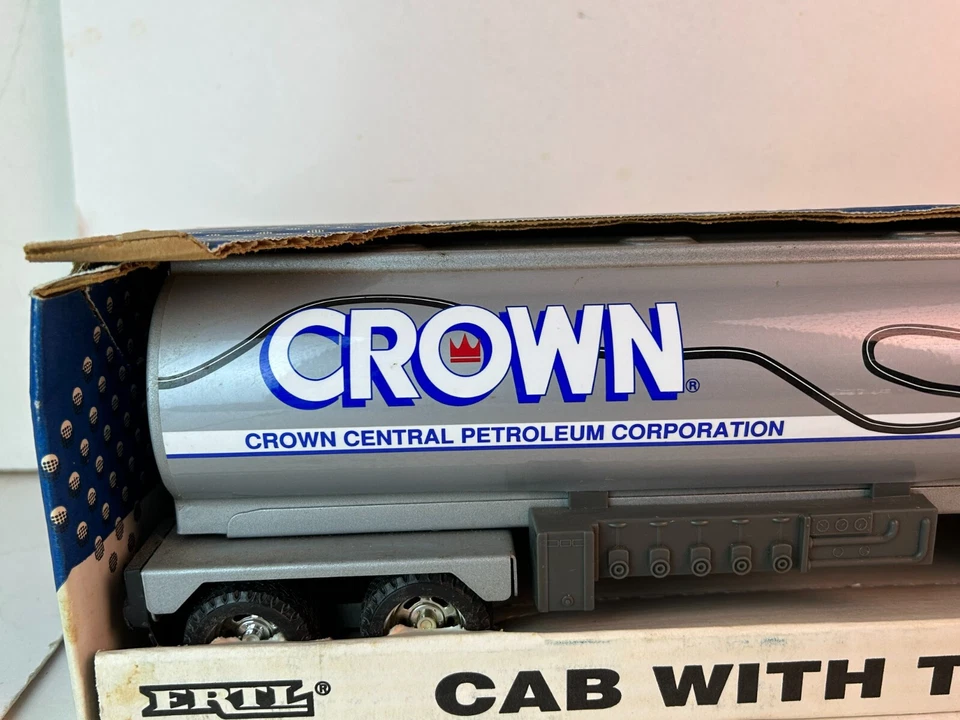 CROWN®
CROWN CENTRAL PETROLEUM CORPORATION
ERTL®
CAB WITH T